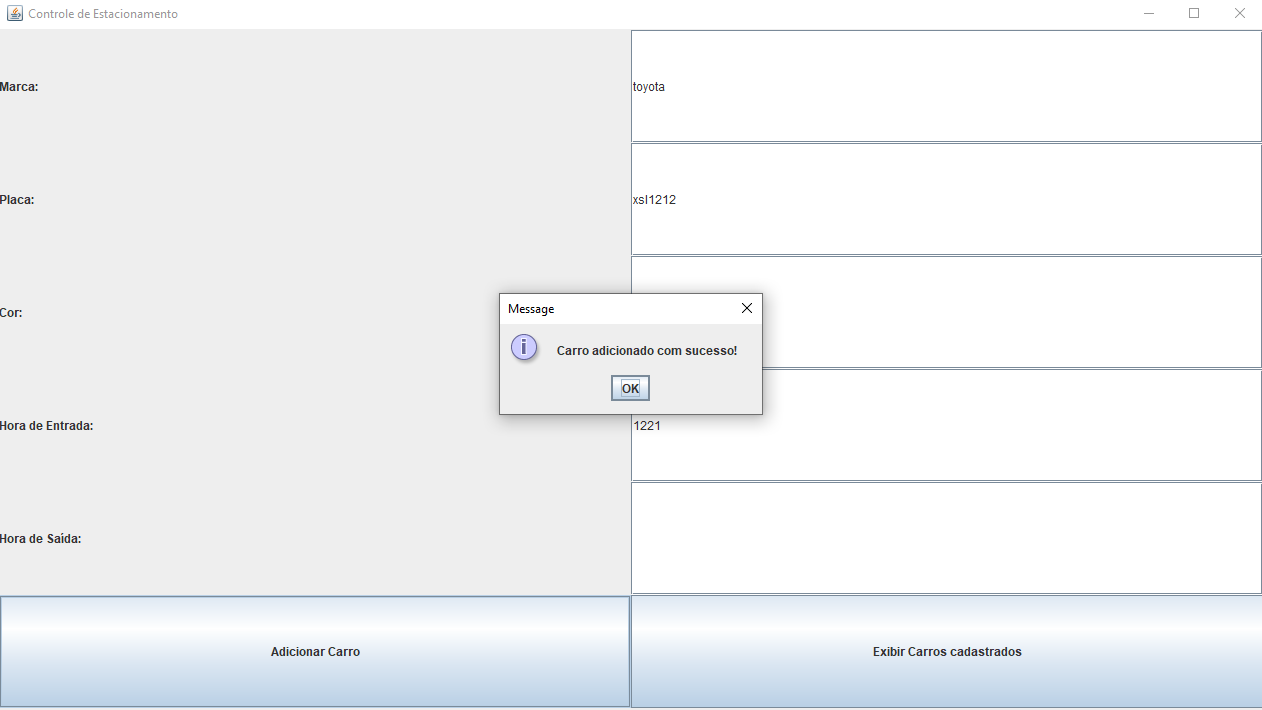 Controle de Estacionamento
Marca:
toyota
Placa:
xsl1212
Cor:
Message
Carro adicionado com sucesso!
OK
Hora de Entrada:
1221
Hora de Saída:
Adicionar Carro
Exibir Carros cadastrados